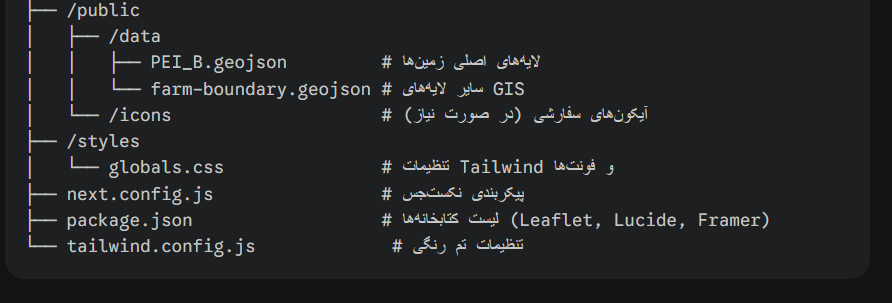 ├── /public
│   ├── /data
│   │   ├── PEI_B.geojson         # لایه‌های اصلی زمین‌ها
│   │   └── farm-boundary.geojson # سایر لایه‌های GIS
│   └── /icons                    # آیکون‌های سفارشی (در صورت نیاز)
├── /styles
│   └── globals.css               # تنظیمات Tailwind و فونت‌ها
├── next.config.js                # پیکربندی نکست‌جس
├── package.json                  # لیست کتابخانه‌ها (Leaflet, Lucide, Framer)
└── tailwind.config.js             # تنظیمات تم رنگی